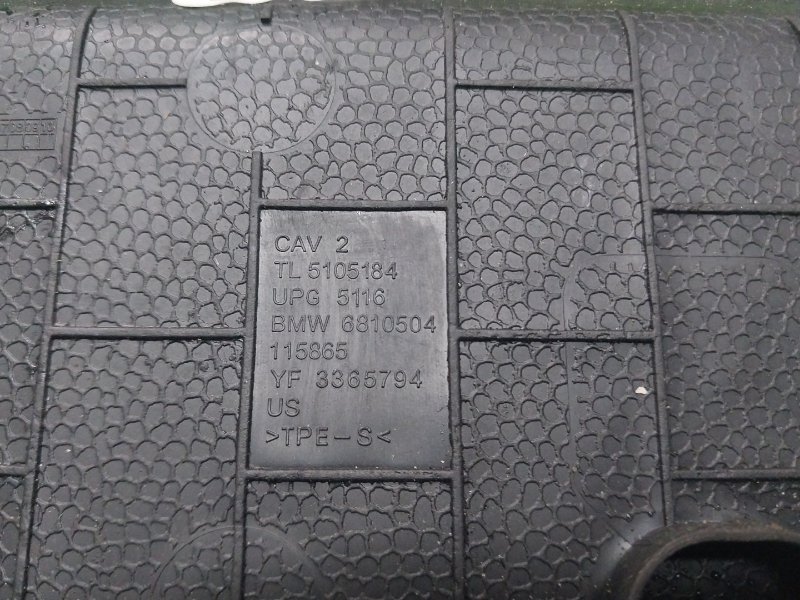 CAV 2
TL 5105184
UPG 5116
BMW 6810504
115865
YF 3365794
US
>TPE-S<